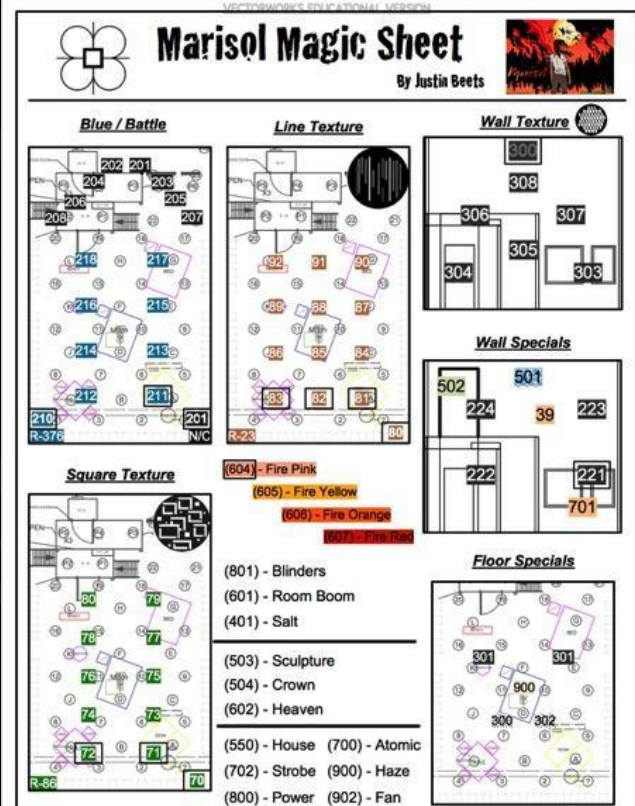 VECTORWORKS EDUCATIONAL VERSION
Marisol Magic Sheet
By Justin Beets
Marisol
Blue / Battle
202 201
204 203
206 205
208 207
218 217
216 215
214 213
212 211
210 201
R-376 N/C
Line Texture
92 91 90
89 88 87
86 85 84
83 82 81
80
R-23
Wall Texture
300
308
306 307
305
304 303
Wall Specials
501
502
224 39 223
222 221
701
Square Texture
80 79
78 77
76 75
74 73
72 71
R-86 70
(604) - Fire Pink
(605) - Fire Yellow
(606) - Fire Orange
(607) - Fire Red
(801) - Blinders
(601) - Room Boom
(401) - Salt
(503) - Sculpture
(504) - Crown
(602) - Heaven
(550) - House (700) - Atomic
(702) - Strobe (900) - Haze
(800) - Power (902) - Fan
Floor Specials
301 301
900
300 302